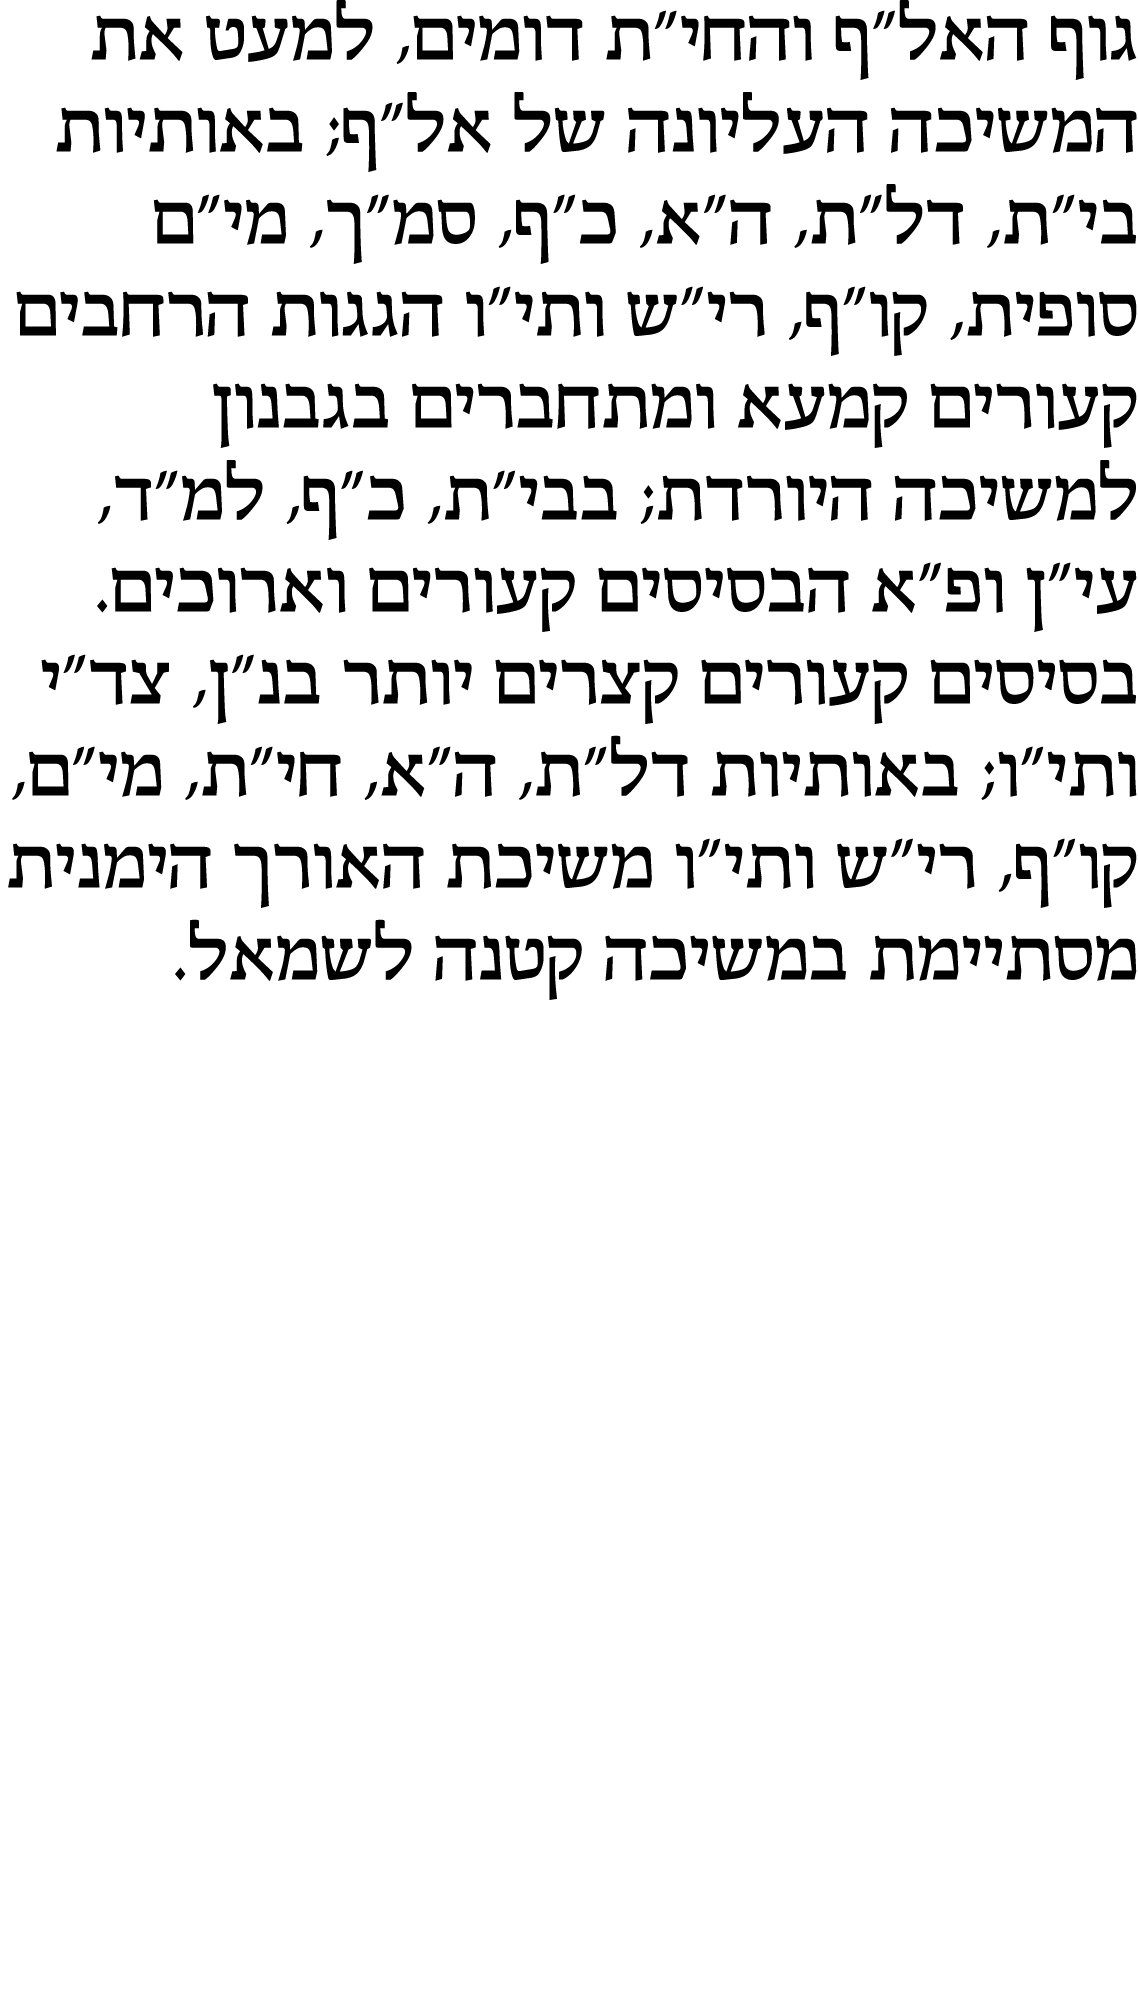 גוף האל״ף והחי״ת דומים, למעט את
המשיכה העליונה של אל״ף; באותיות
בי״ת, דל״ת, ה״א, כ״ף, סמ״ך, מי״ם
סופית, קו״ף, רי״ש ותי״ו הגגות הרחבים
קעורים קמעא ומתחברים בגבנון
למשיכה היורדת; בבי״ת, כ״ף, למ״ד,
עי״ן ופ״א הבסיסים קעורים וארוכים.
בסיסים קעורים קצרים יותר בנ״ן, צד״י
ותי״ו; באותיות דל״ת, ה״א, חי״ת, מי״ם,
קו״ף, רי״ש ותי״ו משיכת האורך הימנית
מסתיימת במשיכה קטנה לשמאל.